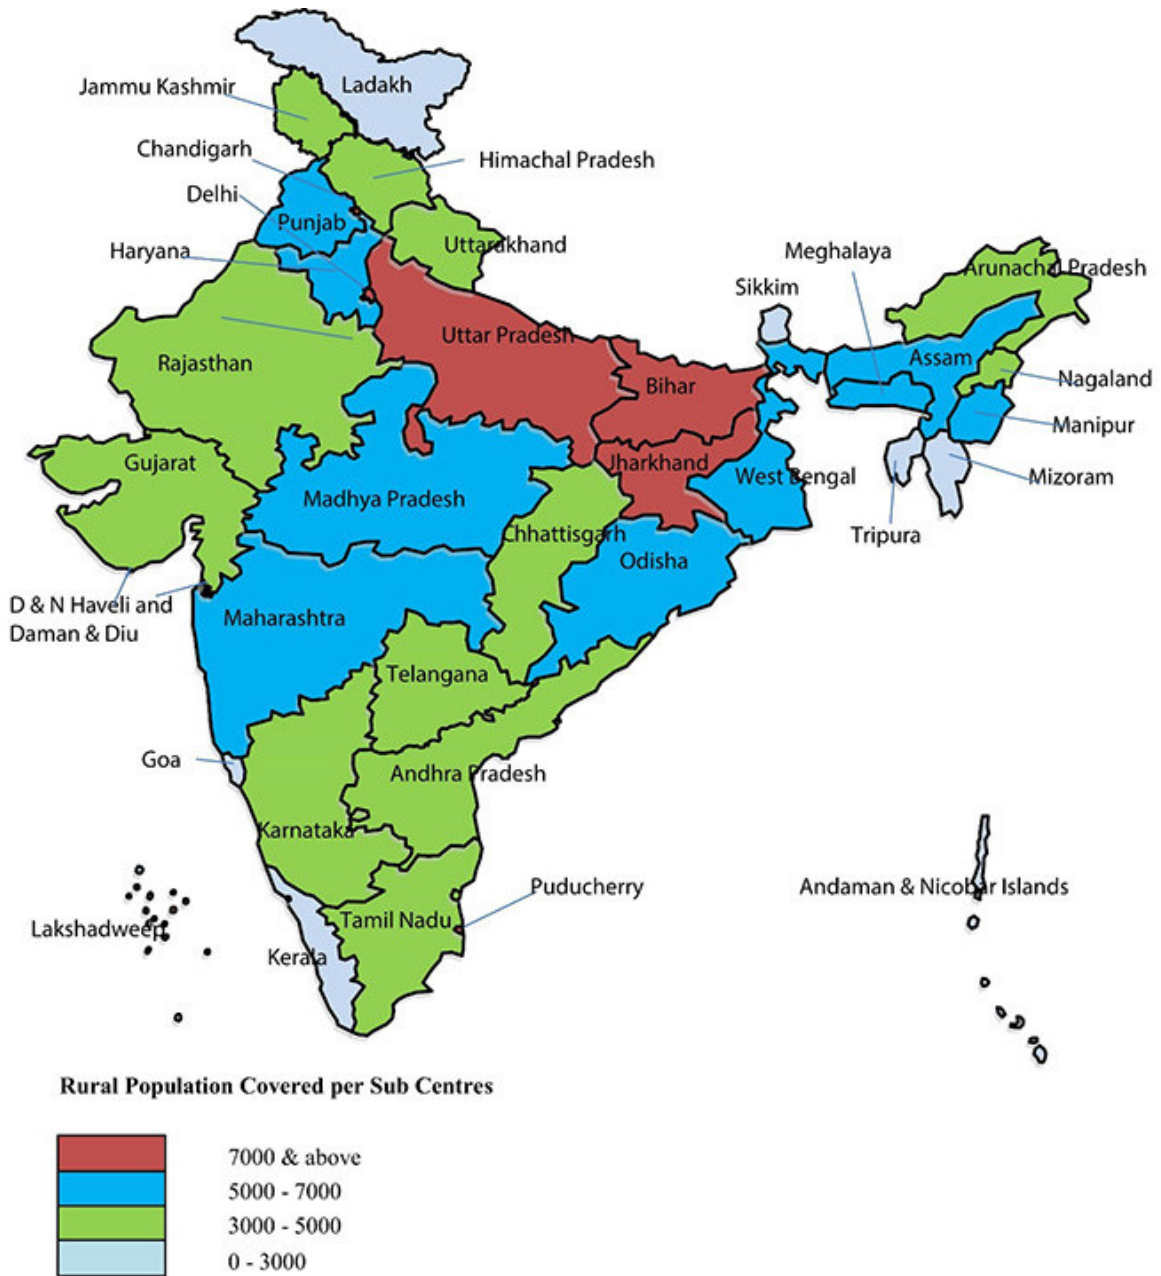 Ladakh
Jammu Kashmir
Chandigarh
Himachal Pradesh
Delhi
Punjab
Haryana
Uttarakhand
Meghalaya
Arunachal Pradesh
Sikkim
Uttar Pradesh
Rajasthan
Assam
Bihar
Nagaland
Manipur
Gujarat
Jharkhand
West Bengal
Mizoram
Madhya Pradesh
Chhattisgarh
Tripura
Odisha
D & N Haveli and
Daman & Diu
Maharashtra
Telangana
Goa
Andhra Pradesh
Karnataka
Puducherry
Andaman & Nicobar Islands
Lakshadweep
Tamil Nadu
Kerala
Rural Population Covered per Sub Centres
7000 & above
5000 - 7000
3000 - 5000
0 - 3000